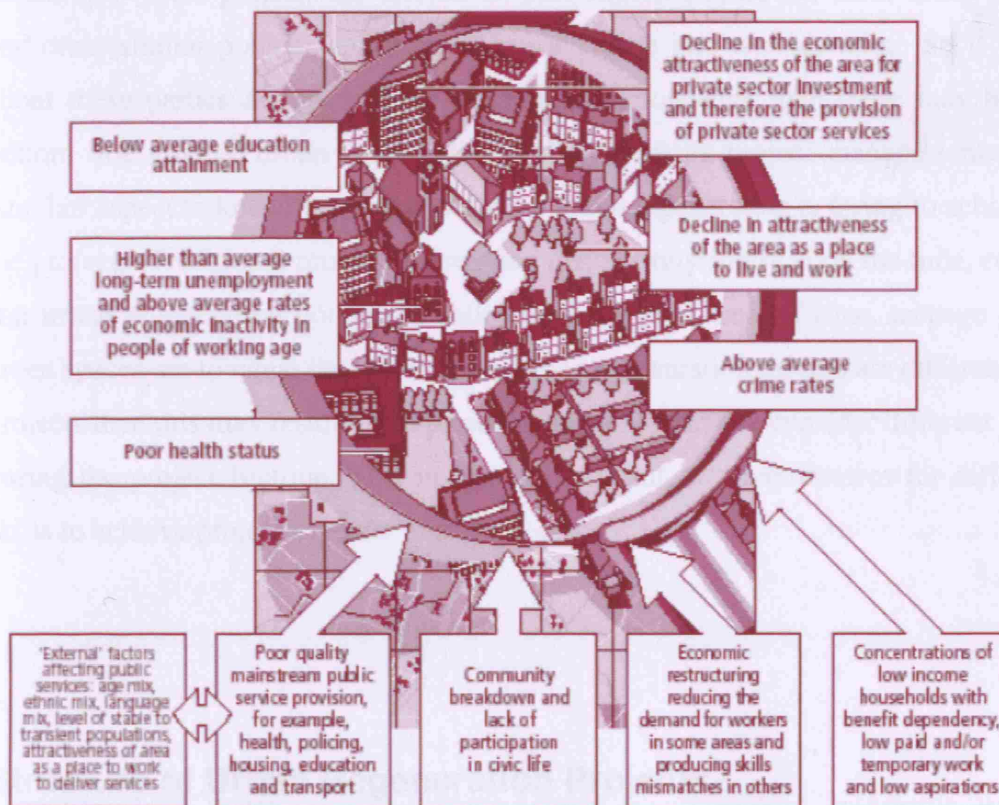 Decline in the economic
attractiveness of the area for
private sector investment
and therefore the provision
of private sector services
Below average education
attainment
Decline in attractiveness
of the area as a place
to live and work
Higher than average
long-term unemployment
and above average rates
of economic inactivity in
people of working age
Above average
crime rates
Poor health status
'External' factors
affecting public
services: age mix,
ethnic mix, language
mix, level of stable to
transient populations,
attractiveness of area
as a place to work
to deliver services
Poor quality
mainstream public
service provision,
for example,
health, policing,
housing, education
and transport
Community
breakdown and
lack of
participation
in civic life
Economic
restructuring
reducing the
demand for workers
in some areas and
producing skills
mismatches in others
Concentrations of
low income
households with
benefit dependency,
low paid and/or
temporary work
and low aspirations